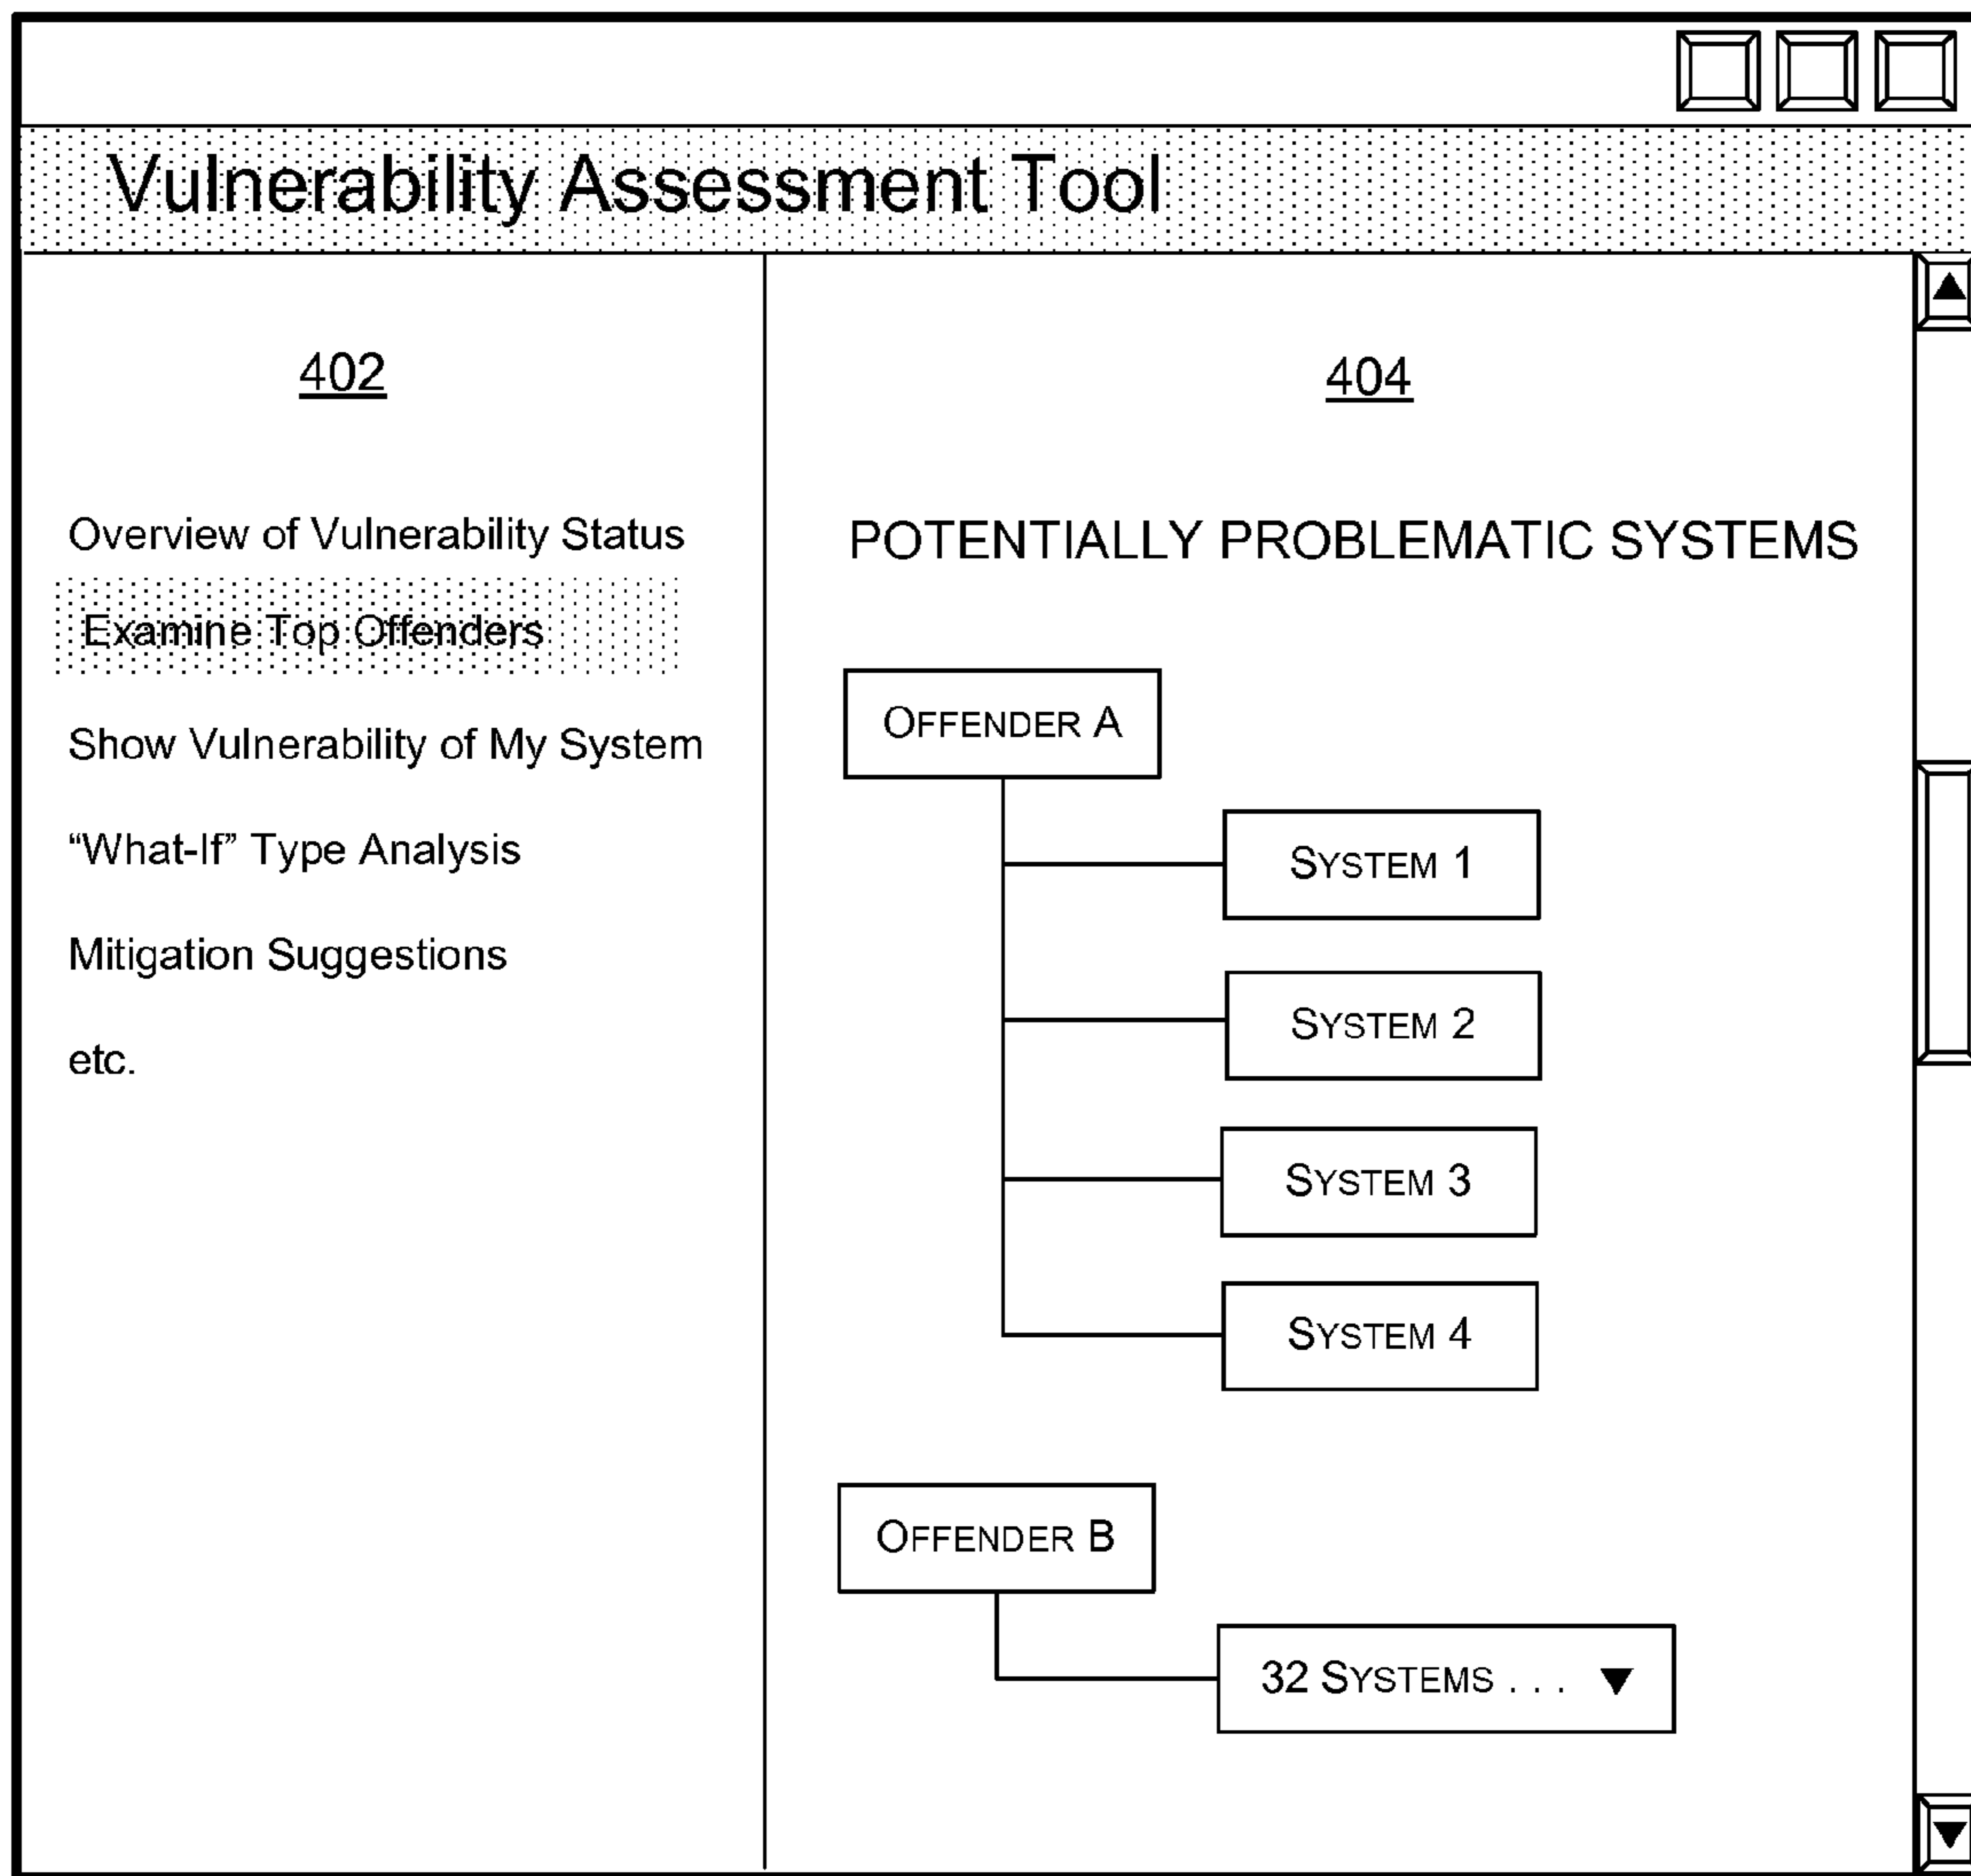 Vulnerability Assessment Tool
402
Overview of Vulnerability Status
Examine Top Offenders
Show Vulnerability of My System
“What-If” Type Analysis
Mitigation Suggestions
etc.
404
POTENTIALLY PROBLEMATIC SYSTEMS
OFFENDER A
SYSTEM 1
SYSTEM 2
SYSTEM 3
SYSTEM 4
OFFENDER B
32 SYSTEMS . . .